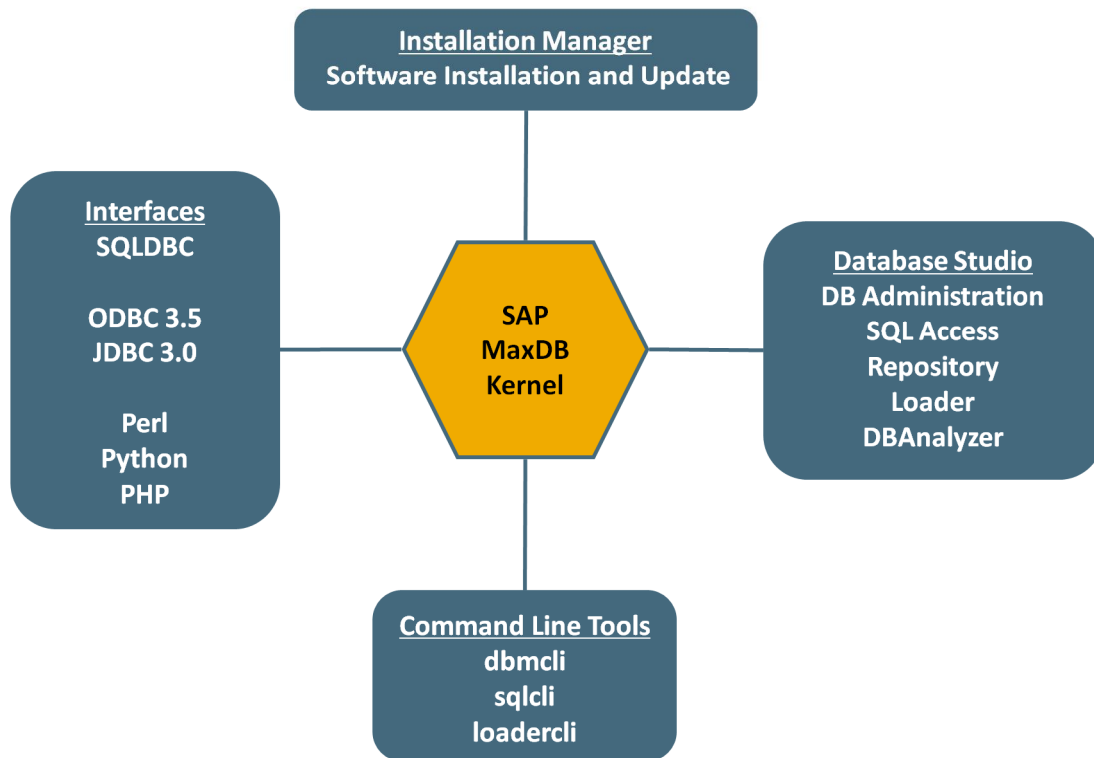 Installation Manager
Software Installation and Update
Interfaces
SQLDBC
ODBC 3.5
JDBC 3.0
Perl
Python
PHP
SAP
MaxDB
Kernel
Database Studio
DB Administration
SQL Access
Repository
Loader
DBAnalyzer
Command Line Tools
dbmcli
sqlcli
loadercli